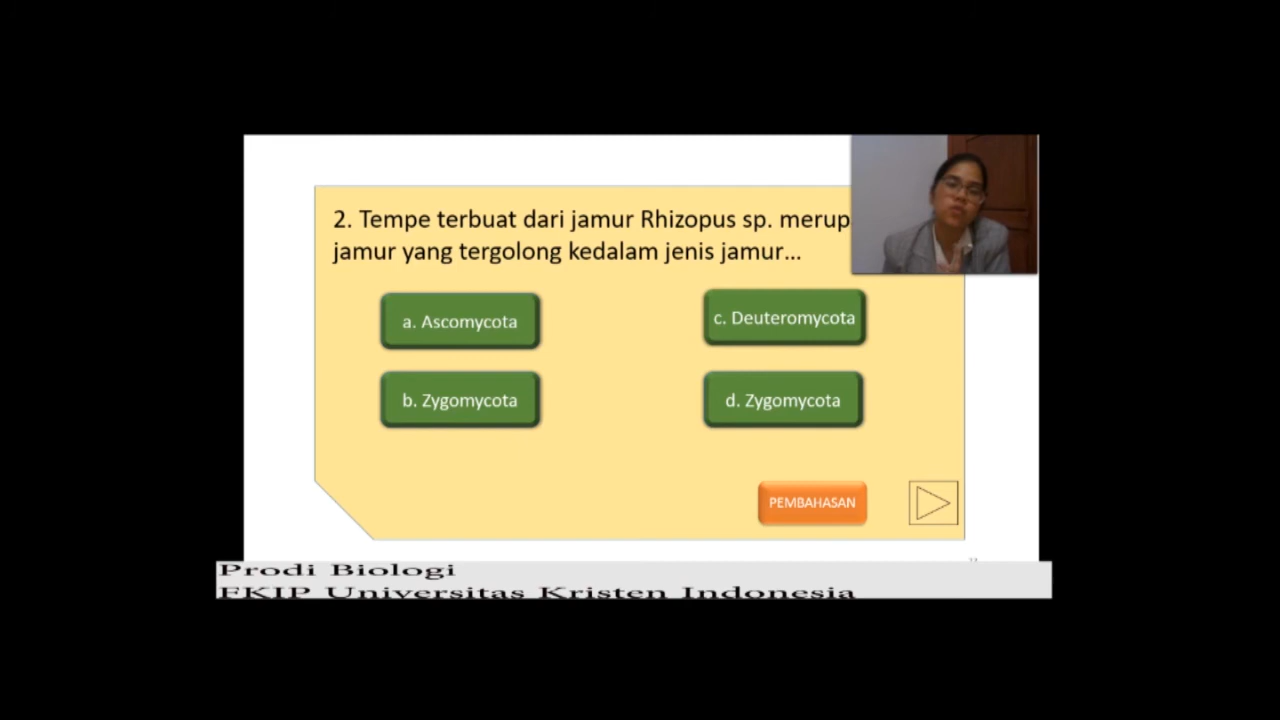 2. Tempe terbuat dari jamur Rhizopus sp. merup
jamur yang tergolong kedalam jenis jamur...
a. Ascomycota
c. Deuteromycota
b. Zygomycota
d. Zygomycota
PEMBAHASAN
Prodi Biologi
FKIP Universitas Kristen Indonesia